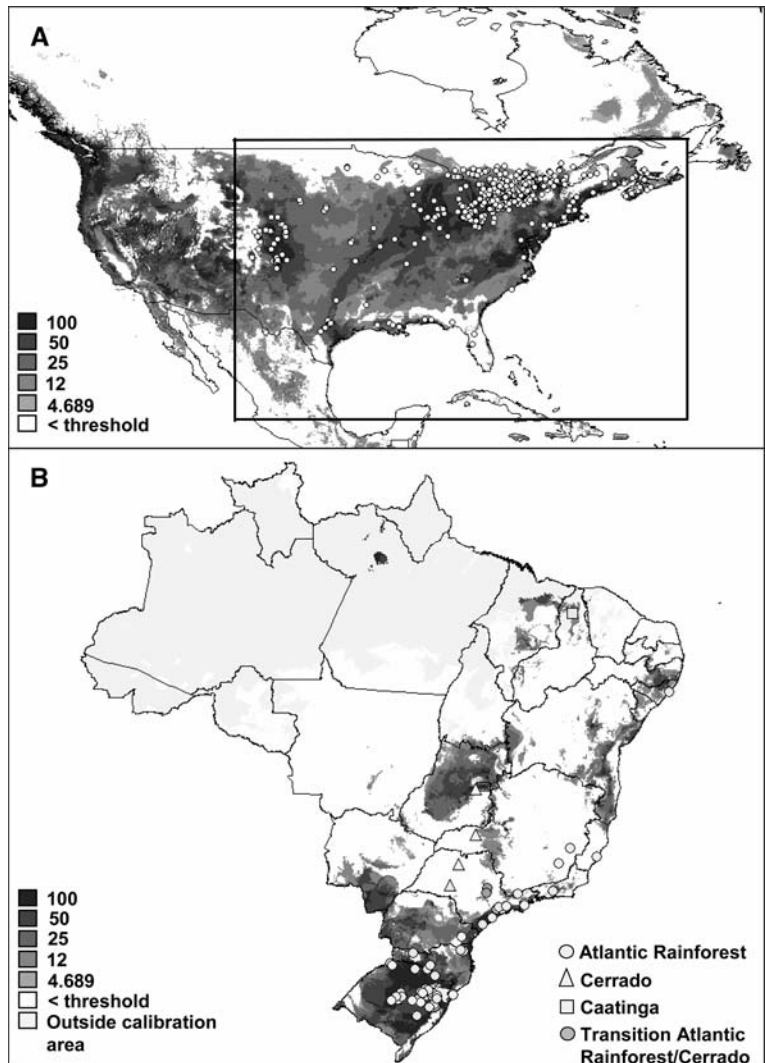 A
100
50
25
12
4.689
< threshold
B
100
50
25
12
4.689
< threshold
Outside calibration
area
Atlantic Rainforest
Cerrado
Caatinga
Transition Atlantic
Rainforest/Cerrado